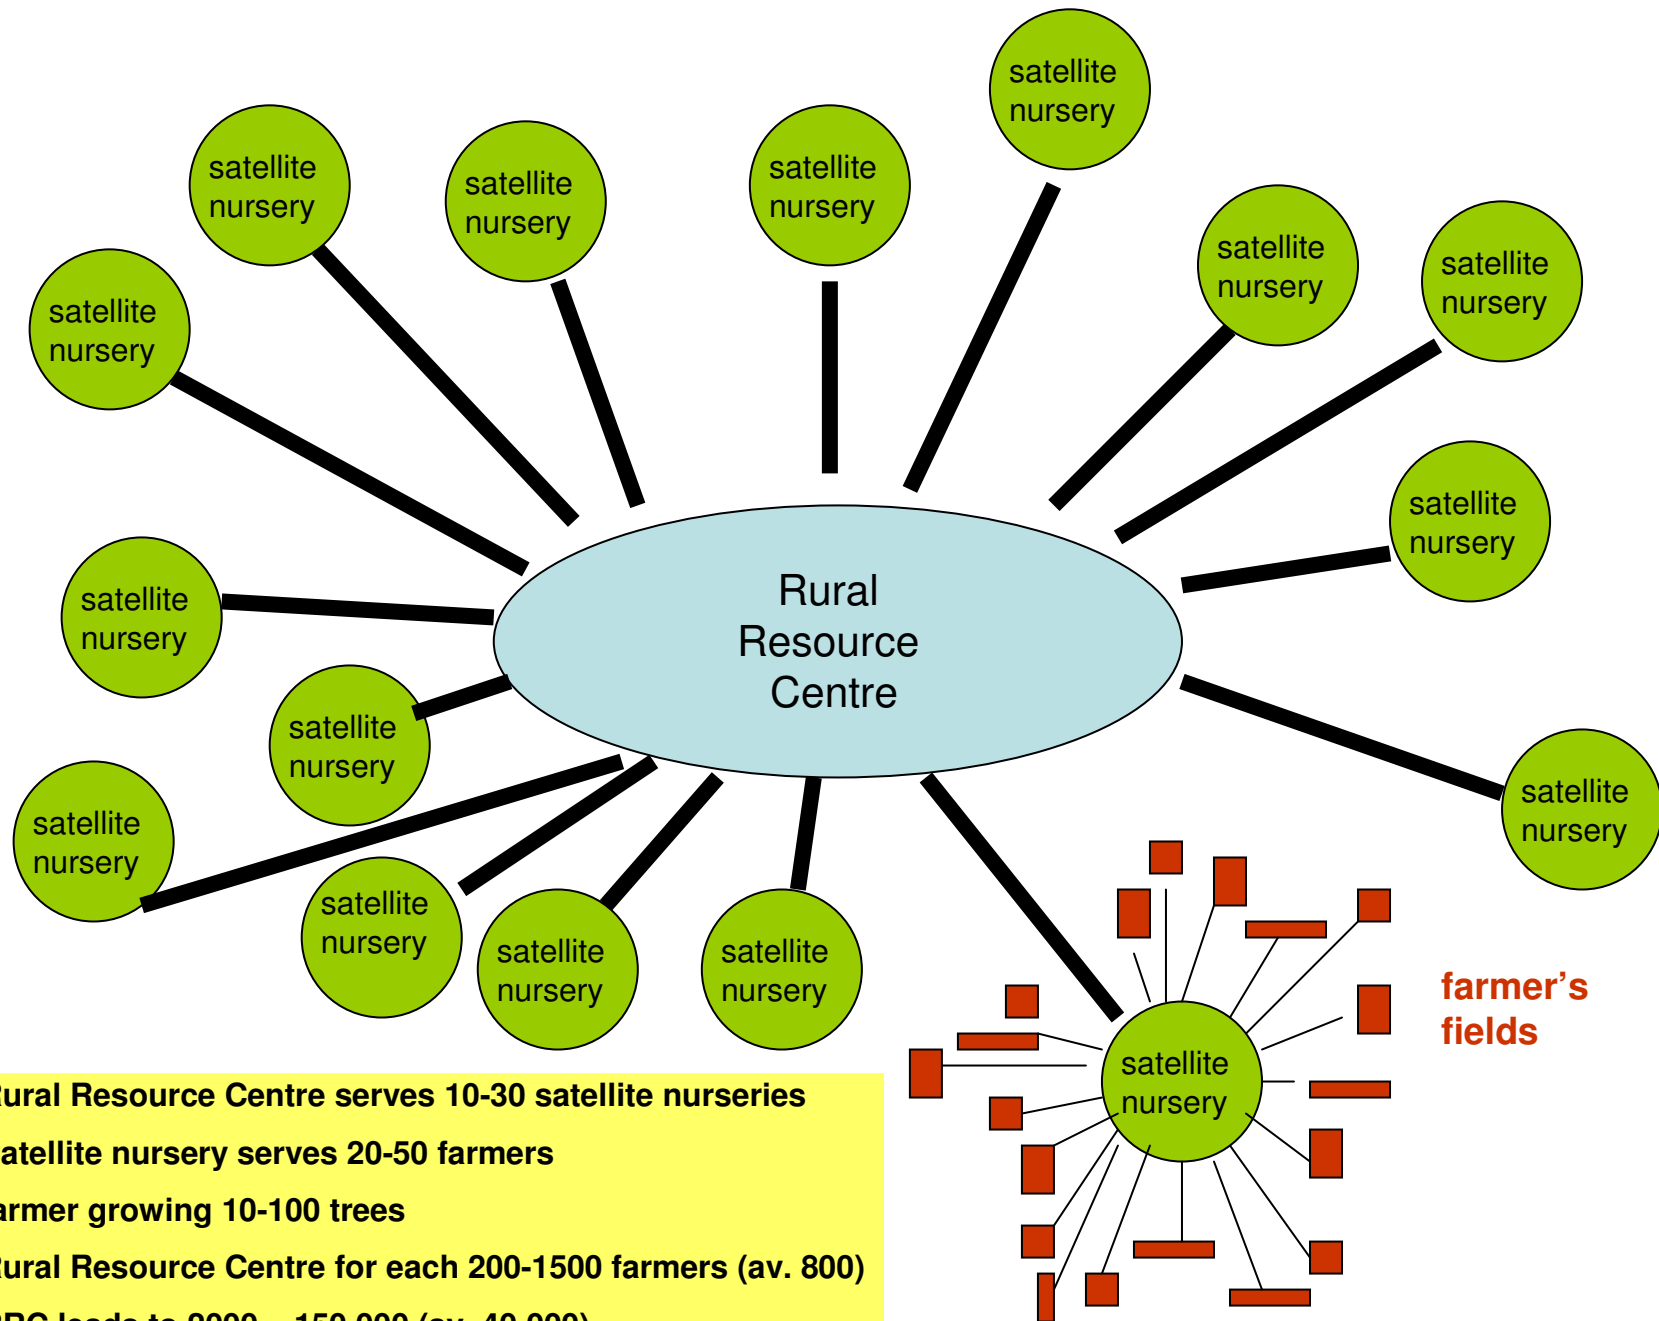 satellite
nursery
satellite
nursery
satellite
nursery
satellite
nursery
satellite
nursery
satellite
nursery
satellite
nursery
satellite
nursery
satellite
nursery
Rural
Resource
Centre
satellite
nursery
satellite
nursery
satellite
nursery
satellite
nursery
satellite
nursery
satellite
nursery
satellite
nursery
farmer's
fields
Rural Resource Centre serves 10-30 satellite nurseries
atellite nursery serves 20-50 farmers
armer growing 10-100 trees
Rural Resource Centre for each 200-1500 farmers (av. 800)